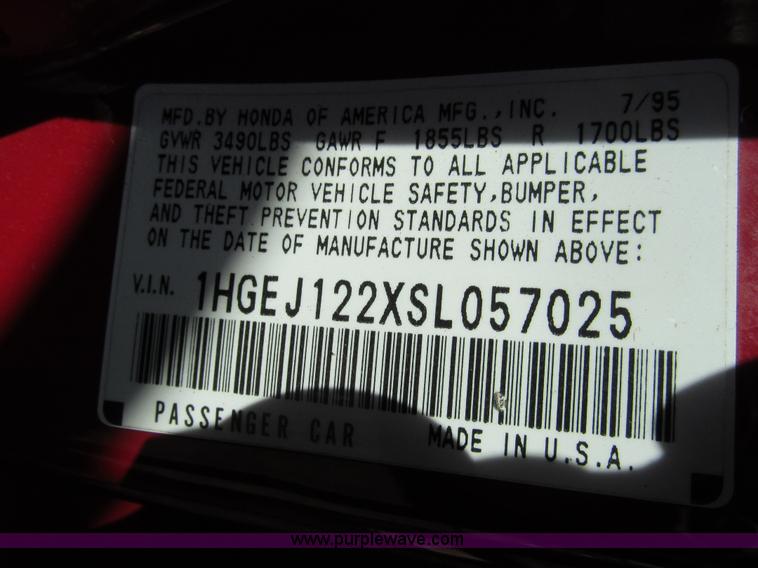 MFD. BY HONDA OF AMERICA MFG., INC. 7/95
GVWR 3490LBS GAWR F 1855LBS R 1700LBS
THIS VEHICLE CONFORMS TO ALL APPLICABLE
FEDERAL MOTOR VEHICLE SAFETY, BUMPER,
AND THEFT PREVENTION STANDARDS IN EFFECT
ON THE DATE OF MANUFACTURE SHOWN ABOVE:
V.I.N. 1HGEJ122XSL057025
PASSENGER CAR MADE IN U.S.A.
www.purplewave.com